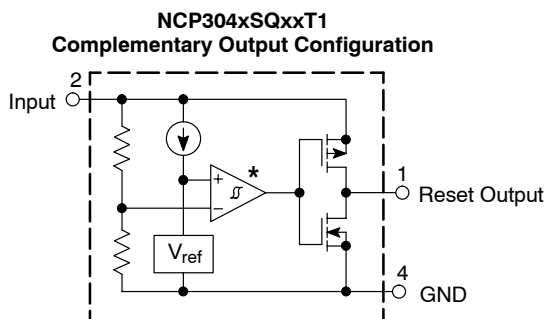 NCP304xSQxxT1
Complementary Output Configuration
2
Input
*
+
−
1
Reset Output
Vref
4
GND